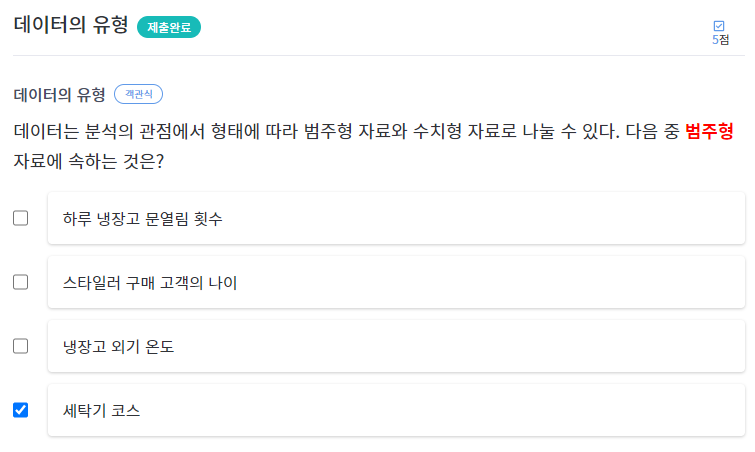 데이터의 유형 제출완료
5점
데이터의 유형 객관식
데이터는 분석의 관점에서 형태에 따라 범주형 자료와 수치형 자료로 나눌 수 있다. 다음 중 범주형
자료에 속하는 것은?
하루 냉장고 문열림 횟수
스타일러 구매 고객의 나이
냉장고 외기 온도
세탁기 코스